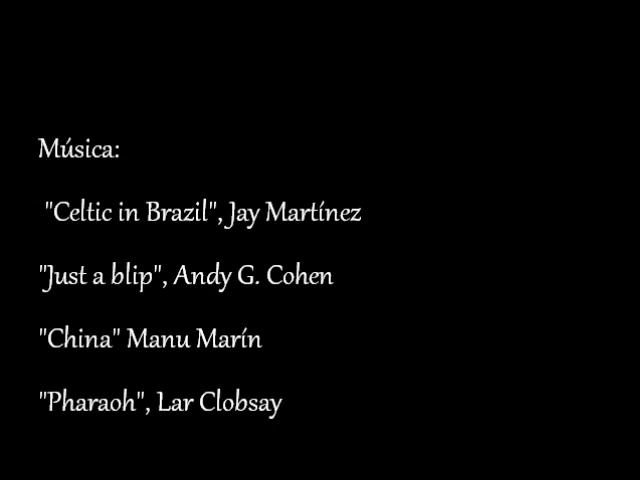 Música:
"Celtic in Brazil", Jay Martínez
"Just a blip", Andy G. Cohen
"China" Manu Marín
"Pharaoh", Lar Clobsay